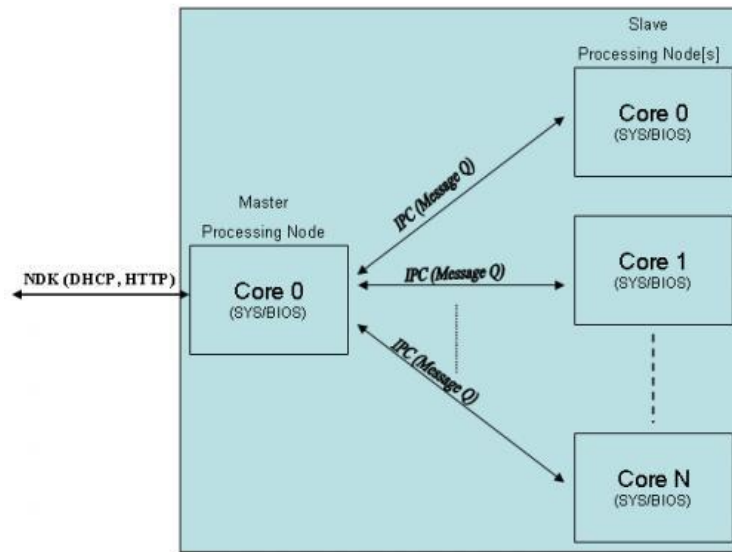 Slave
Processing Node[s]
Core 0
(SYS/BIOS)
IPC (Message Q)
Master
Processing Node
NDK (DHCP, HTTP)
Core 0
(SYS/BIOS)
IPC (Message Q)
Core 1
(SYS/BIOS)
IPC (Message Q)
Core N
(SYS/BIOS)